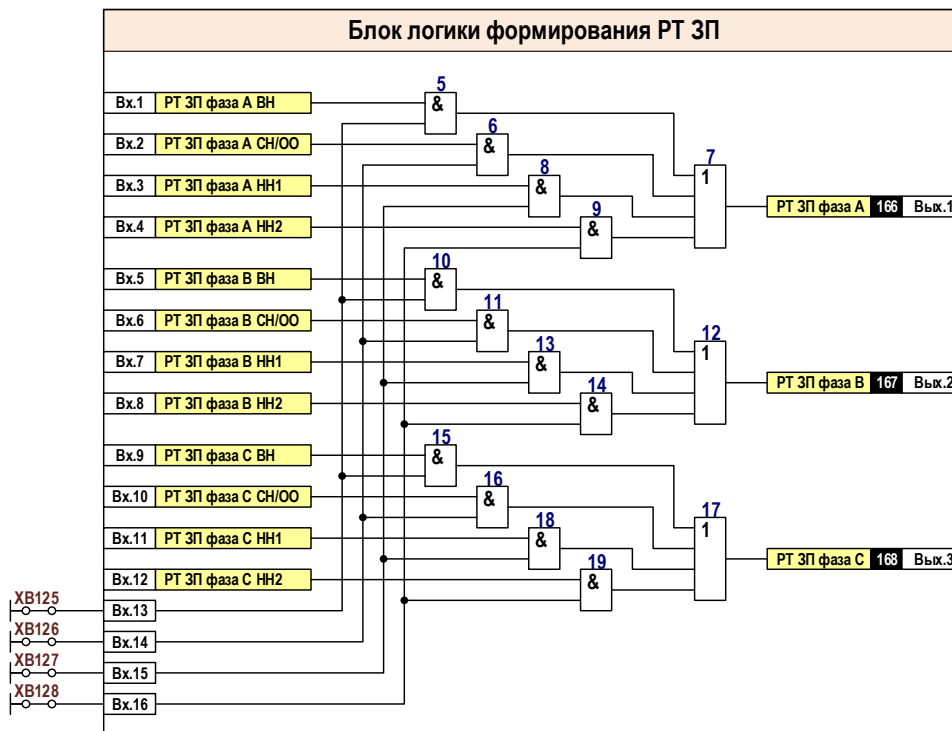 Блок логики формирования РТ ЗП
5
Вх.1 РТ ЗП фаза А ВН &
6
Вх.2 РТ ЗП фаза А СН/ОО &
8 7
Вх.3 РТ ЗП фаза А НН1 & 1
9 РТ ЗП фаза А 166 Вых.1
Вх.4 РТ ЗП фаза А НН2 &
10
Вх.5 РТ ЗП фаза В ВН &
11
Вх.6 РТ ЗП фаза В СН/ОО &
13 12
Вх.7 РТ ЗП фаза В НН1 & 1
14 РТ ЗП фаза В 167 Вых.2
Вх.8 РТ ЗП фаза В НН2 &
15
Вх.9 РТ ЗП фаза С ВН &
16
Вх.10 РТ ЗП фаза С СН/ОО &
18 17
Вх.11 РТ ЗП фаза С НН1 & 1
19 РТ ЗП фаза С 168 Вых.3
Вх.12 РТ ЗП фаза С НН2 &
XB125
Вх.13
XB126
Вх.14
XB127
Вх.15
XB128
Вх.16